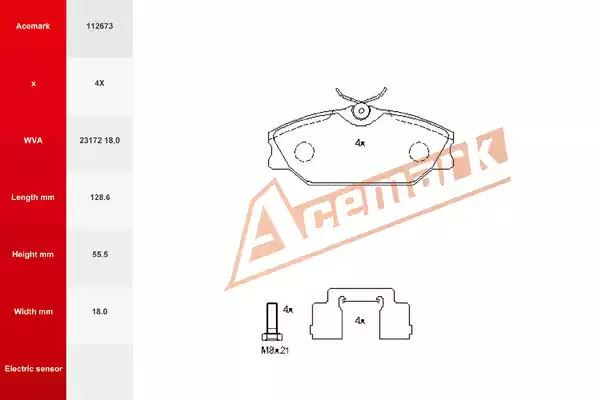 Acemark 112673
x 4X
WVA 23172 18,0
Length mm 128.6
Height mm 55.5
Width mm 18.0
Electric sensor
4x
Acemark
4x
M8x21
4x